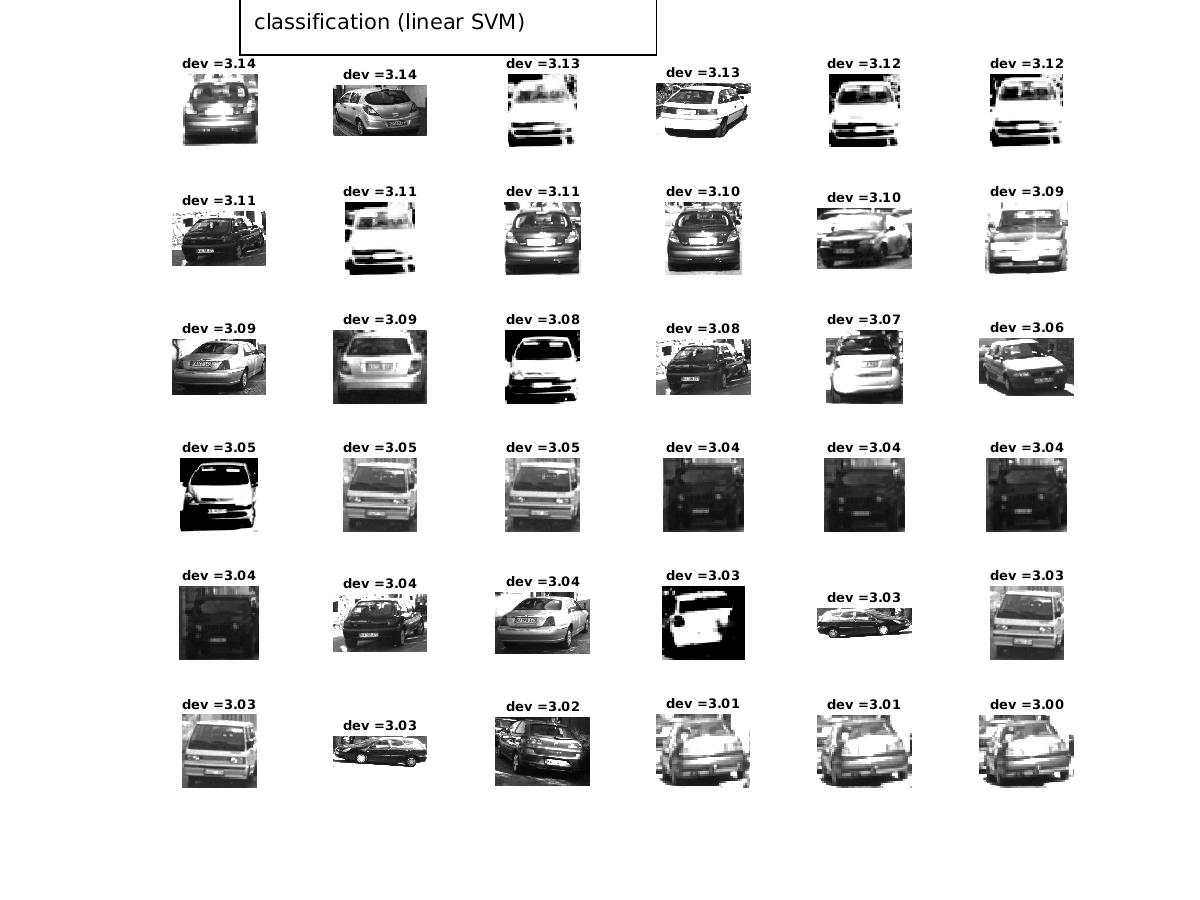 classification (linear SVM)
dev =3.14 dev =3.14 dev =3.13 dev =3.13 dev =3.12 dev =3.12
dev =3.11 dev =3.11 dev =3.11 dev =3.10 dev =3.10 dev =3.09
dev =3.09 dev =3.09 dev =3.08 dev =3.08 dev =3.07 dev =3.06
dev =3.05 dev =3.05 dev =3.05 dev =3.04 dev =3.04 dev =3.04
dev =3.04 dev =3.04 dev =3.04 dev =3.03 dev =3.03 dev =3.03
dev =3.03 dev =3.03 dev =3.02 dev =3.01 dev =3.01 dev =3.00